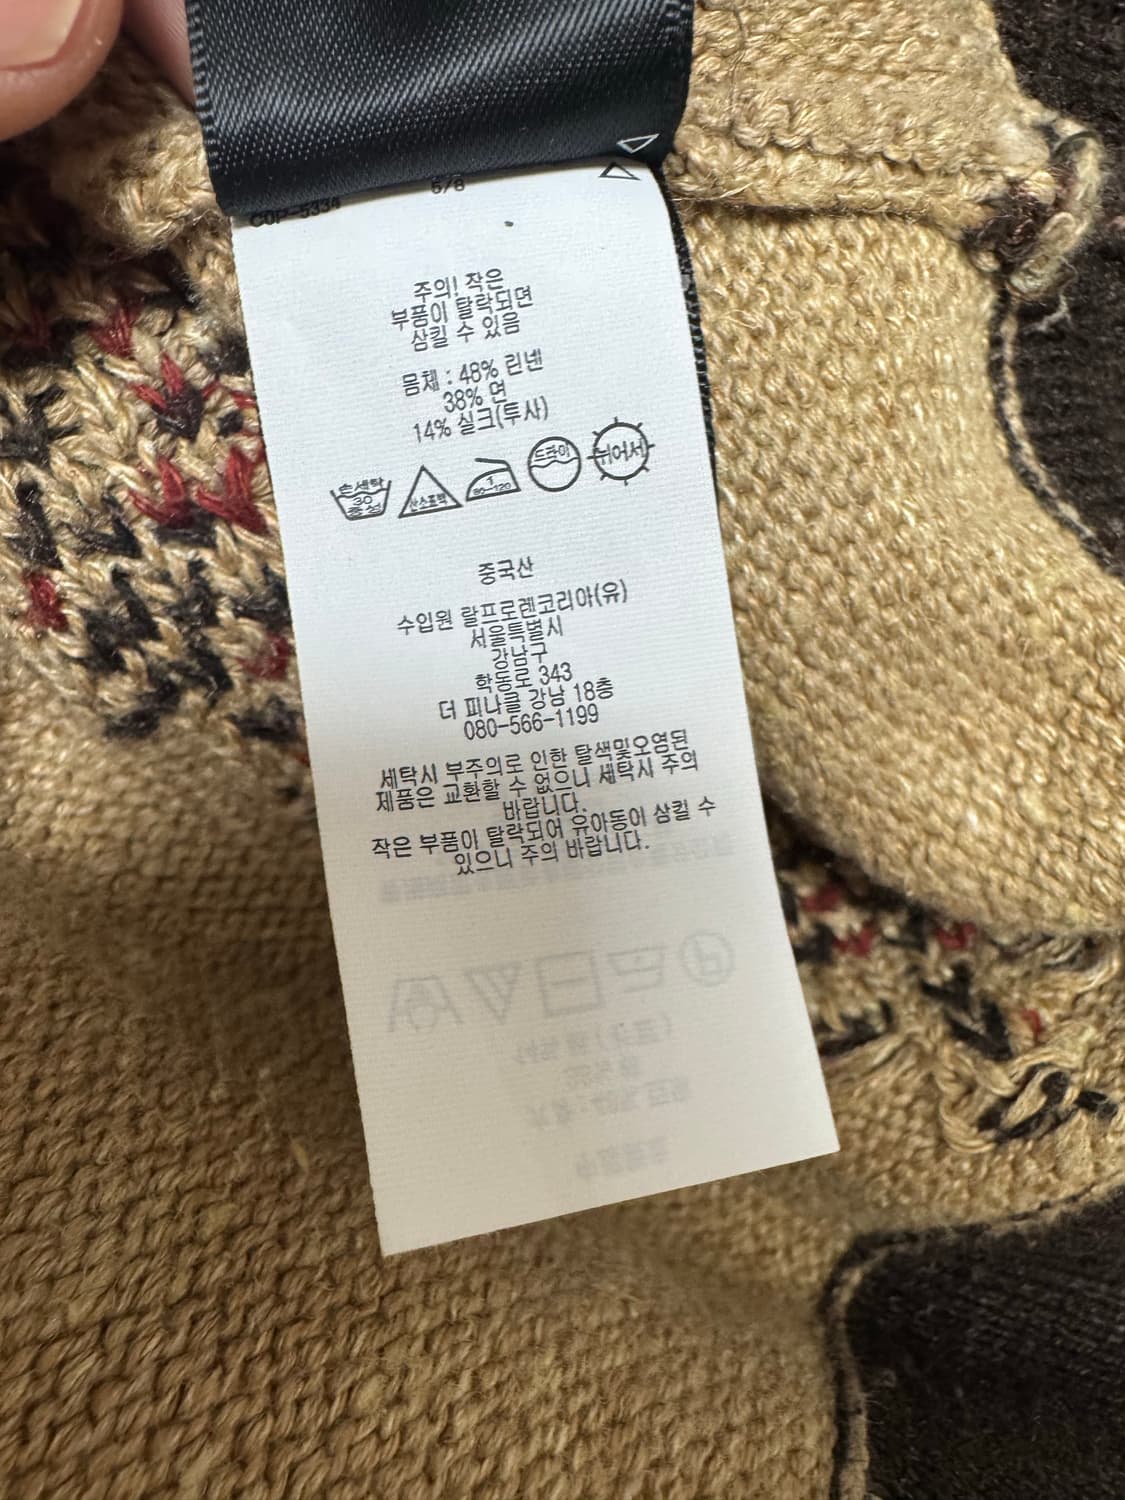 5/8
COP-5334
주의! 작은
부품이 탈락되면
삼킬 수 있음
몸체 : 48% 린넨
38% 면
14% 실크(투사)
손세탁
30
중성
산소표백
1
80~120
드라이
뉘어서
중국산
수입원 랄프로렌코리아(유)
서울특별시
강남구
학동로 343
더 피나클 강남 18층
080-566-1199
세탁시 부주의로 인한 탈색및오염된
제품은 교환할 수 없으니 세탁시 주의
바랍니다.
작은 부품이 탈락되어 유아동이 삼킬 수
있으니 주의 바랍니다.